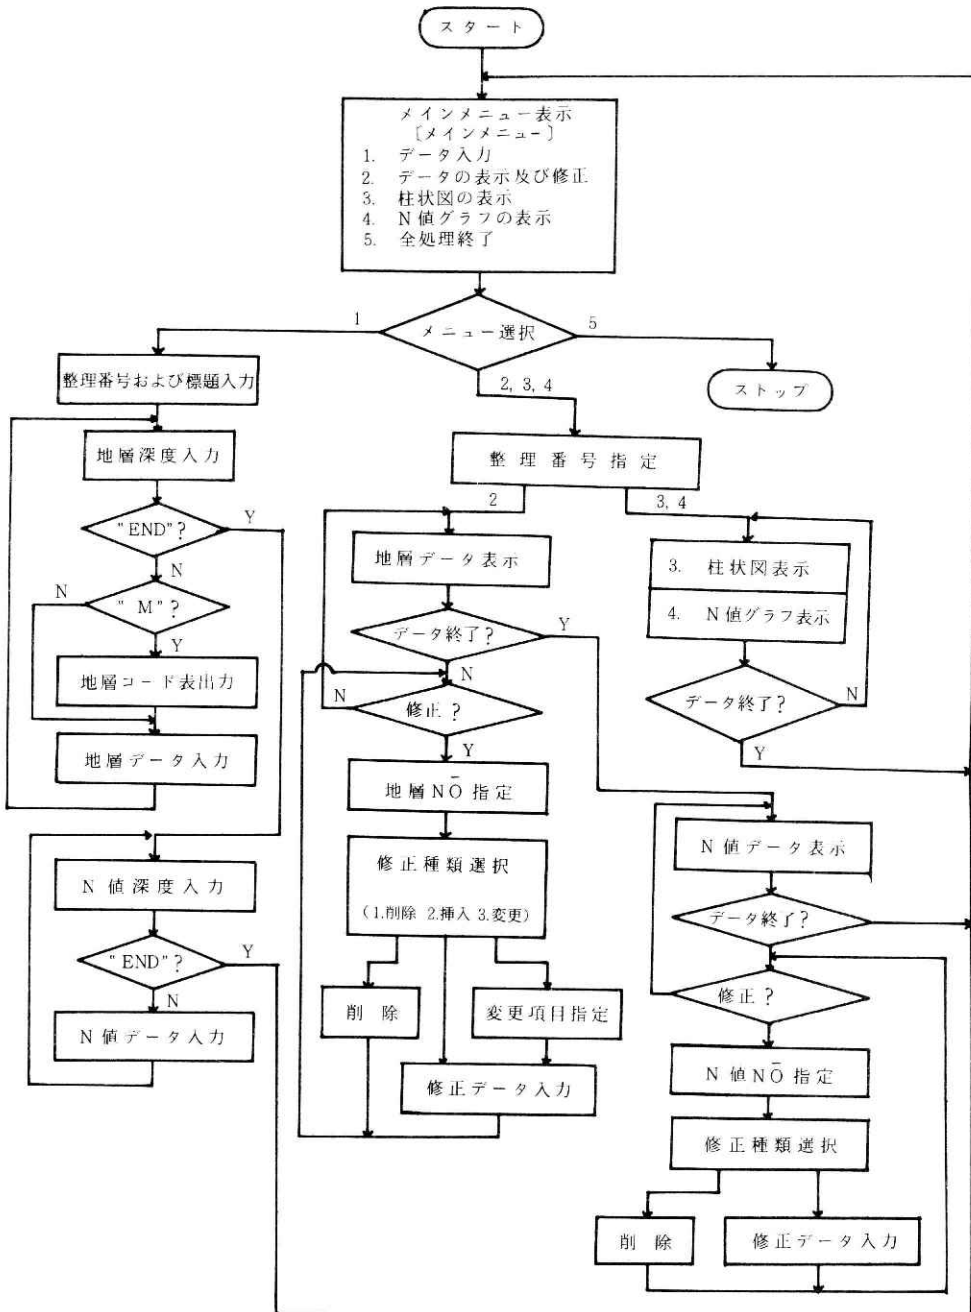 スタート
メインメニュー表示
〔メインメニュー〕
1. データ入力
2. データの表示及び修正
3. 柱状図の表示
4. N値グラフの表示
5. 全処理終了
メニュー選択
1
5
2, 3, 4
ストップ
整理番号および標題入力
地層深度入力
"END"?
Y
N
"M"?
N
Y
地層コード表出力
地層データ入力
N値深度入力
"END"?
Y
N
N値データ入力
整理番号指定
2
3, 4
地層データ表示
データ終了?
Y
N
修正?
N
Y
地層NŌ指定
修正種類選択
(1.削除 2.挿入 3.変更)
削除
変更項目指定
修正データ入力
3. 柱状図表示
4. N値グラフ表示
データ終了?
N
Y
N値データ表示
データ終了?
修正?
N値NŌ指定
修正種類選択
削除
修正データ入力